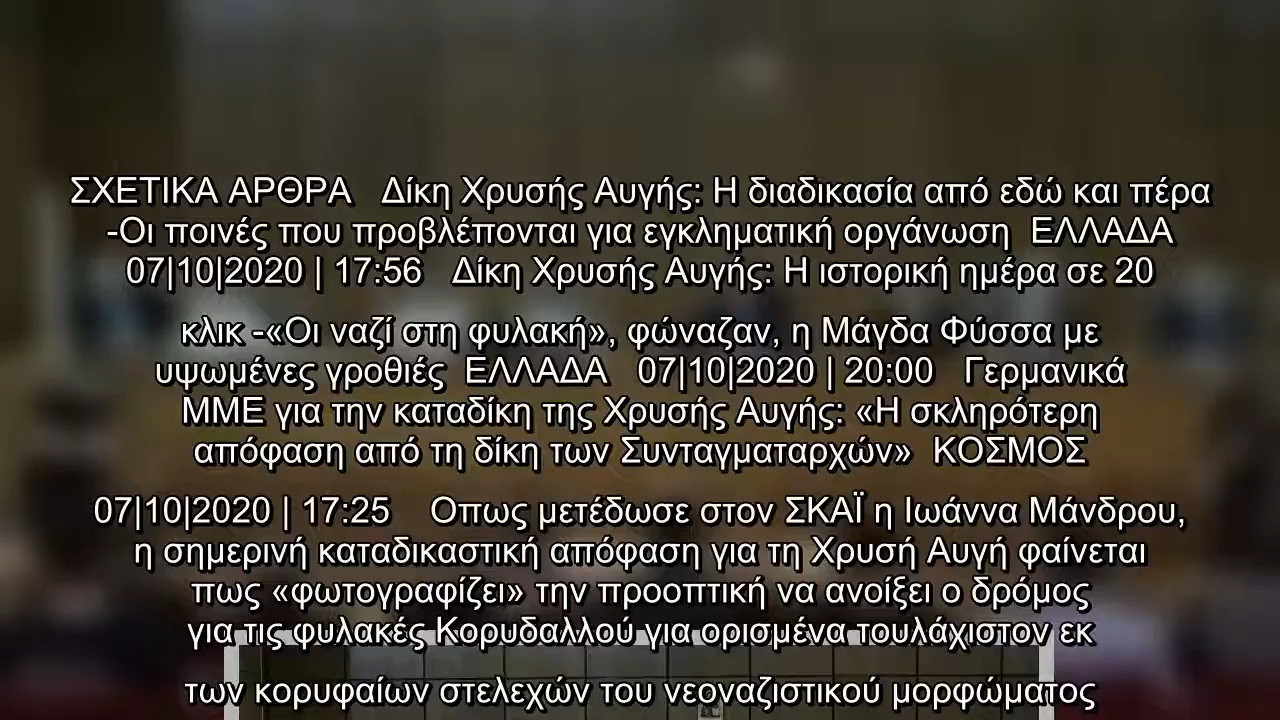 ΣΧΕΤΙΚΑ ΑΡΘΡΑ   Δίκη Χρυσής Αυγής: Η διαδικασία από εδώ και πέρα
-Οι ποινές που προβλέπονται για εγκληματική οργάνωση  ΕΛΛΑΔΑ
07|10|2020 | 17:56   Δίκη Χρυσής Αυγής: Η ιστορική ημέρα σε 20
κλικ -«Οι ναζί στη φυλακή», φώναζαν, η Μάγδα Φύσσα με
υψωμένες γροθιές  ΕΛΛΑΔΑ   07|10|2020 | 20:00   Γερμανικά
ΜΜΕ για την καταδίκη της Χρυσής Αυγής: «Η σκληρότερη
απόφαση από τη δίκη των Συνταγματαρχών»  ΚΟΣΜΟΣ
07|10|2020 | 17:25    Οπως μετέδωσε στον ΣΚΑΪ η Ιωάννα Μάνδρου,
η σημερινή καταδικαστική απόφαση για τη Χρυσή Αυγή φαίνεται
πως «φωτογραφίζει» την προοπτική να ανοίξει ο δρόμος
για τις φυλακές Κορυδαλλού για ορισμένα τουλάχιστον εκ
των κορυφαίων στελεχών του νεοναζιστικού μορφώματος